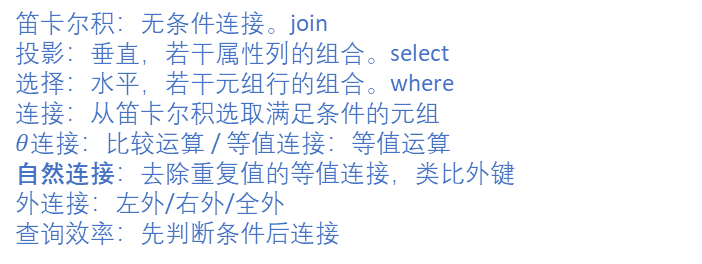 笛卡尔积：无条件连接。join
投影：垂直，若干属性列的组合。select
选择：水平，若干元组行的组合。where
连接：从笛卡尔积选取满足条件的元组
θ连接：比较运算 / 等值连接：等值运算
自然连接：去除重复值的等值连接，类比外键
外连接：左外/右外/全外
查询效率：先判断条件后连接